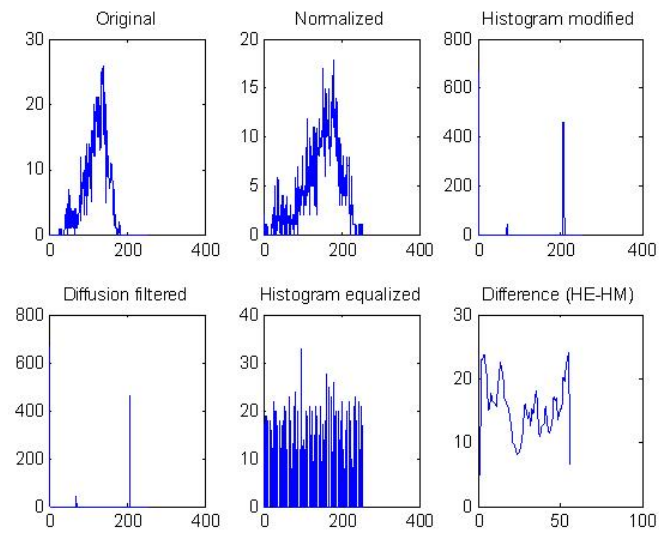 Original
Normalized
Histogram modified
30
20
10
0
0 200 400
20
15
10
5
0
0 200 400
800
600
400
200
0
0 200 400
Diffusion filtered
Histogram equalized
Difference (HE-HM)
800
600
400
200
0
0 200 400
40
30
20
10
0
0 200 400
30
20
10
0
0 50 100